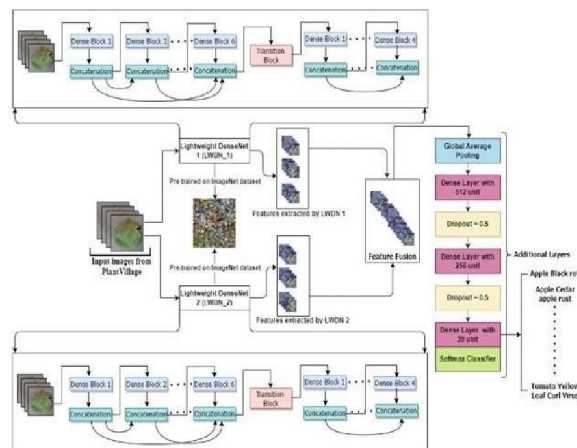 Dense Block 1
Dense Block 2
Dense Block 6
Dense Block 1
Dense Block 4
Concatenation
Concatenation
Concatenation
Transition
Block
Concatenation
Concatenation
Lightweight DenseNet
1 (LWDN_1)
Pre-trained on ImageNet dataset
Features extracted by LWDN 1
Input images from
PlantVillage
Pre-trained on ImageNet dataset
Lightweight DenseNet
2 (LWDN_2)
Features extracted by LWDN 2
Feature Fusion
Global Average
Pooling
Dense Layer with
512 unit
Dropout = 0.5
Dense Layer with
256 unit
Dropout = 0.5
Dense Layer with
unit
Softmax Classifier
Additional Layers
Apple Black ro
Apple Cedar
apple rust
Tomato Yellow
Leaf Curl Virus
Dense Block 1
Dense Block 2
Dense Block 6
Dense Block 1
Dense Block 4
Concatenation
Concatenation
Concatenation
Transition
Block
Concatenation
Concatenation